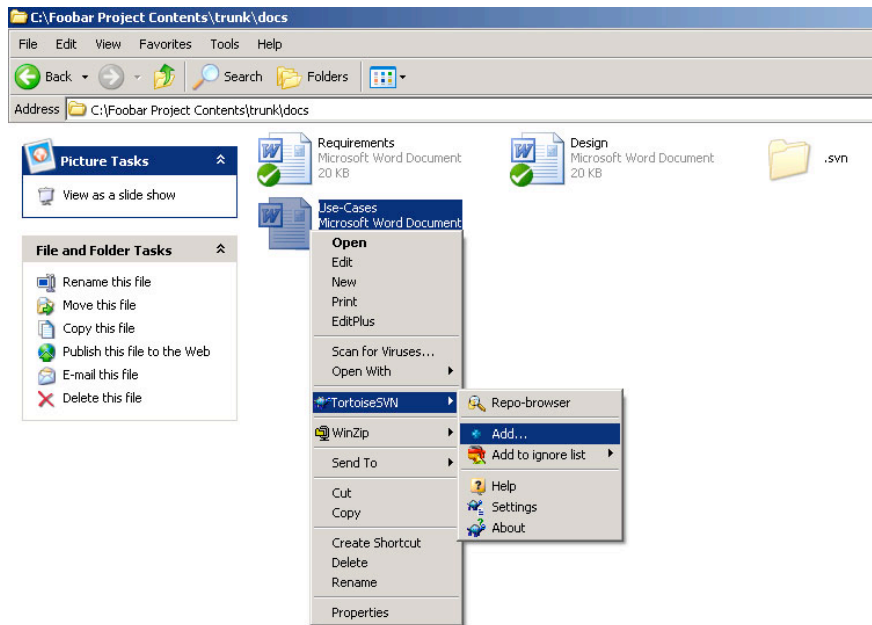 C:\Foobar Project Contents\trunk\docs
File Edit View Favorites Tools Help
Back Search Folders
Address C:\Foobar Project Contents\trunk\docs
Picture Tasks
View as a slide show
File and Folder Tasks
Rename this file
Move this file
Copy this file
Publish this file to the Web
E-mail this file
Delete this file
Requirements
Microsoft Word Document
20 KB
Design
Microsoft Word Document
20 KB
.svn
Use-Cases
Microsoft Word Document
Open
Edit
New
Print
EditPlus
Scan for Viruses...
Open With
TortoiseSVN
WinZip
Send To
Cut
Copy
Create Shortcut
Delete
Rename
Properties
Repo-browser
Add...
Add to ignore list
Help
Settings
About